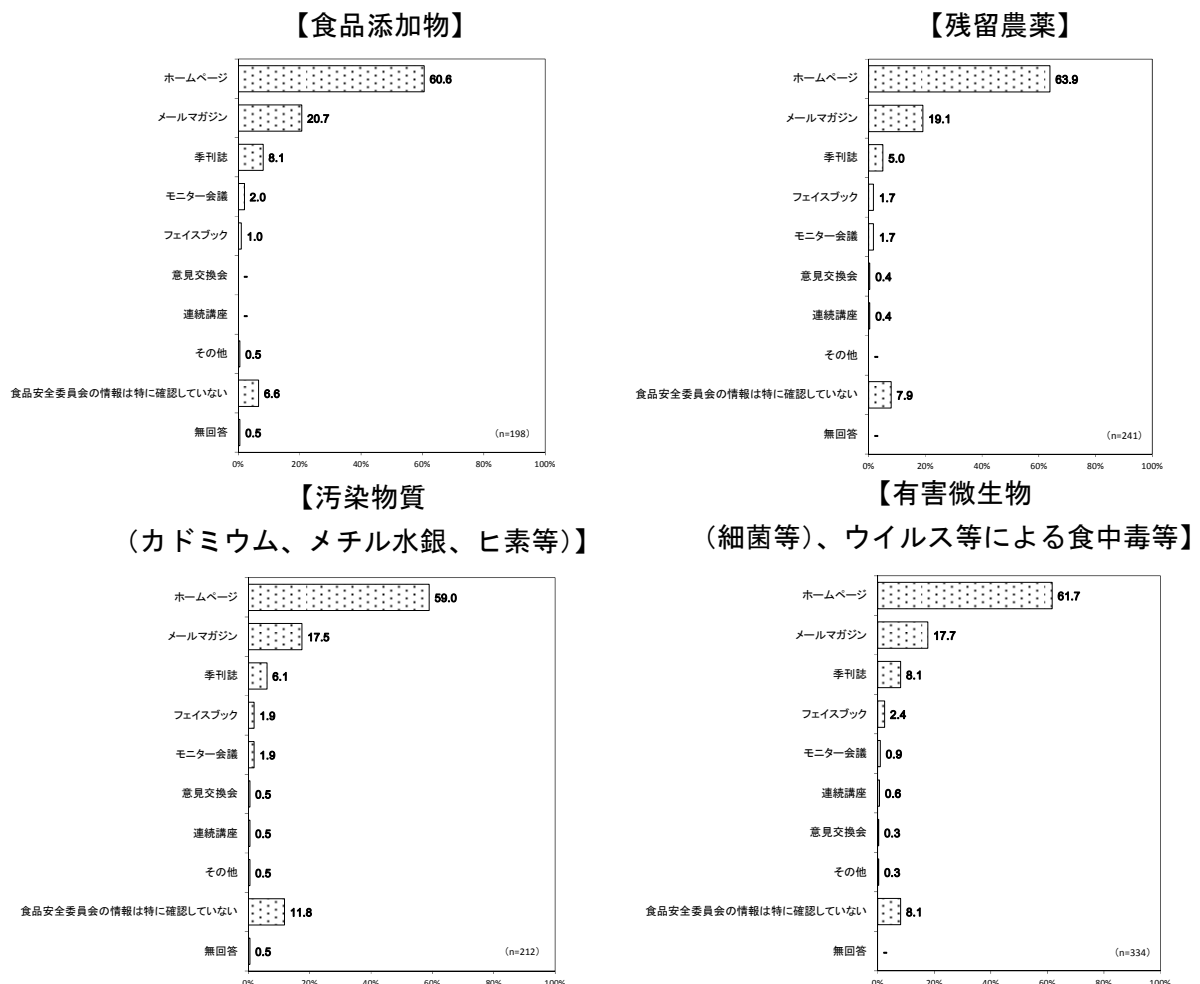 【食品添加物】
ホームページ 60.6
メールマガジン 20.7
季刊誌 8.1
モニター会議 2.0
フェイスブック 1.0
意見交換会 -
連続講座 -
その他 0.5
食品安全委員会の情報は特に確認していない 6.6
無回答 0.5
（n=198）
0% 20% 40% 60% 80% 100%
【残留農薬】
ホームページ 63.9
メールマガジン 19.1
季刊誌 5.0
フェイスブック 1.7
モニター会議 1.7
意見交換会 0.4
連続講座 0.4
その他 -
食品安全委員会の情報は特に確認していない 7.9
無回答 -
（n=241）
0% 20% 40% 60% 80% 100%
【汚染物質
（カドミウム、メチル水銀、ヒ素等）】
ホームページ 59.0
メールマガジン 17.5
季刊誌 6.1
フェイスブック 1.9
モニター会議 1.9
意見交換会 0.5
連続講座 0.5
その他 0.5
食品安全委員会の情報は特に確認していない 11.8
無回答 0.5
（n=212）
0% 20% 40% 60% 80% 100%
【有害微生物
（細菌等）、ウイルス等による食中毒等】
ホームページ 61.7
メールマガジン 17.7
季刊誌 8.1
フェイスブック 2.4
モニター会議 0.9
連続講座 0.6
意見交換会 0.3
その他 0.3
食品安全委員会の情報は特に確認していない 8.1
無回答 -
（n=334）
0% 20% 40% 60% 80% 100%